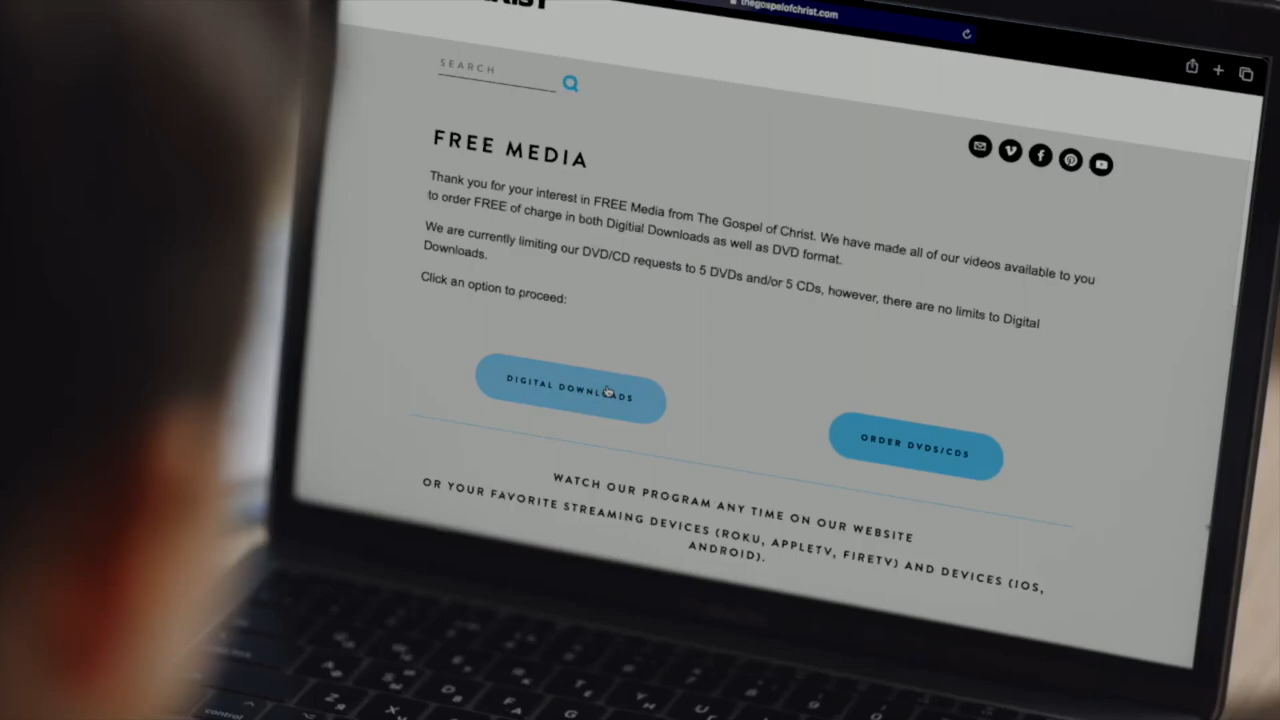 thegospelofchrist.com
SEARCH
FREE MEDIA
Thank you for your interest in FREE Media from The Gospel of Christ. We have made all of our videos available to you
to order FREE of charge in both Digitial Downloads as well as DVD format.
We are currently limiting our DVD/CD requests to 5 DVDs and/or 5 CDs, however, there are no limits to Digital
Downloads.
Click an option to proceed:
DIGITAL DOWNLOADS
ORDER DVDS/CDS
WATCH OUR PROGRAM ANY TIME ON OUR WEBSITE
OR YOUR FAVORITE STREAMING DEVICES (ROKU, APPLETV, FIRETV) AND DEVICES (IOS,
ANDROID).
control